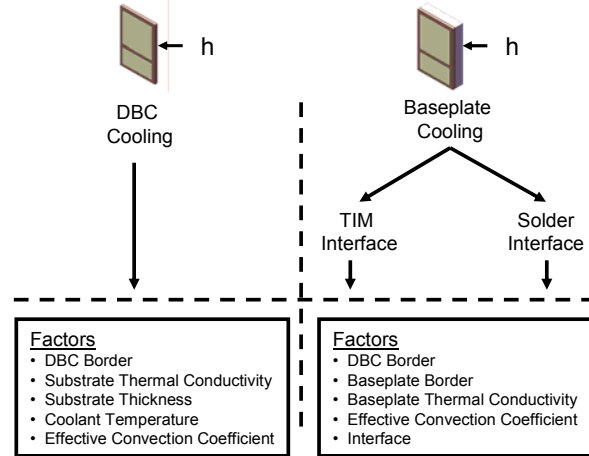 h
DBC
Cooling
Factors
• DBC Border
• Substrate Thermal Conductivity
• Substrate Thickness
• Coolant Temperature
• Effective Convection Coefficient
h
Baseplate
Cooling
TIM
Interface
Solder
Interface
Factors
• DBC Border
• Baseplate Border
• Baseplate Thermal Conductivity
• Effective Convection Coefficient
• Interface